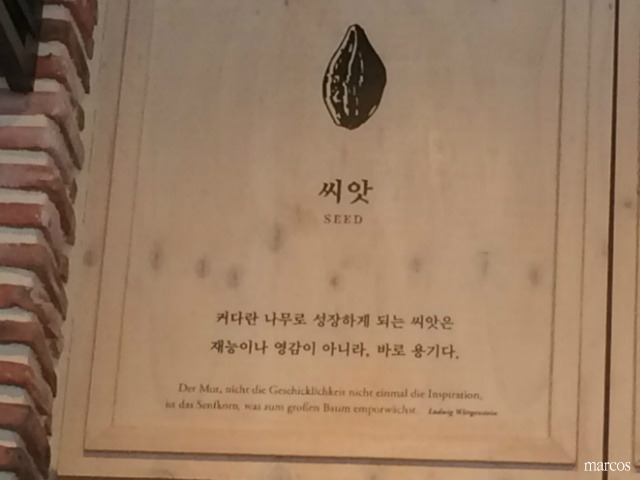 씨앗
SEED
커다란 나무로 성장하게 되는 씨앗은
재능이나 영감이 아니라, 바로 용기다.
Der Mut, nicht die Geschicklichkeit nicht einmal die Inspiration,
ist das Senfkorn, was zum großen Baum emporwächst. Ludwig Wittgenstein
marcos